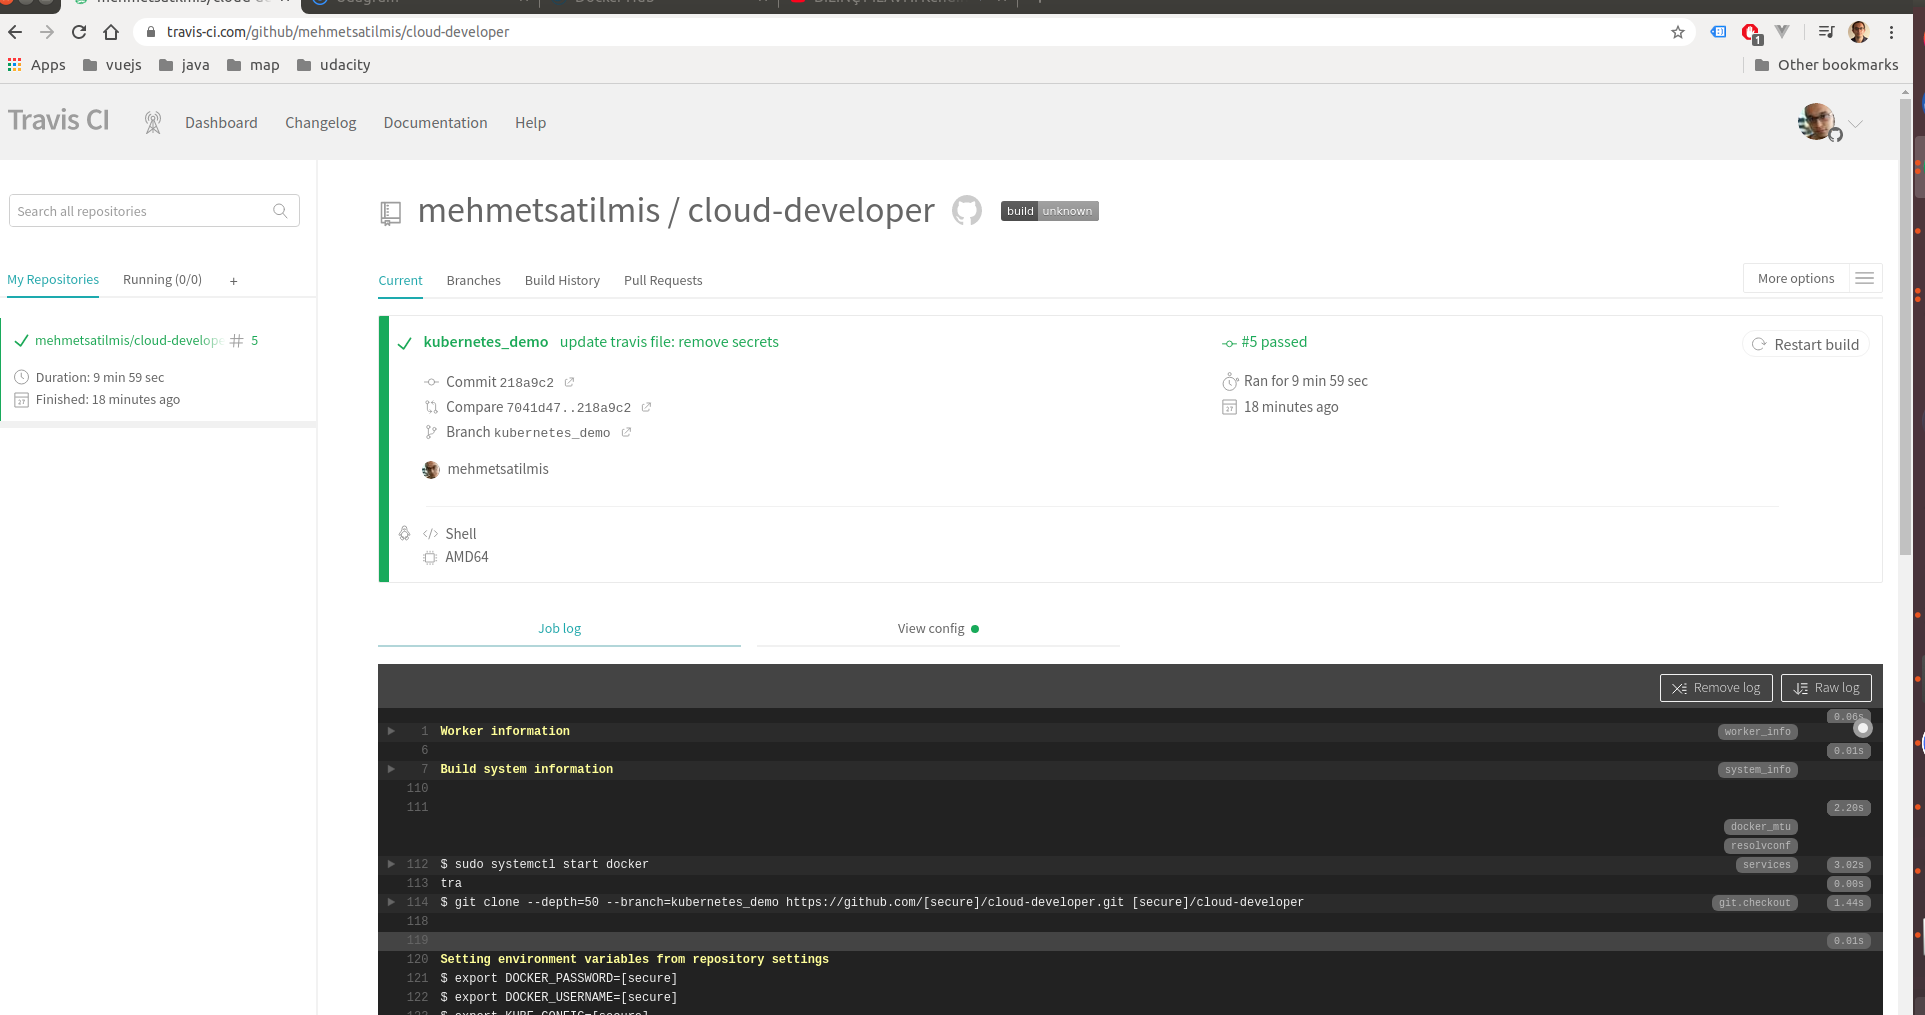 travis-ci.com/github/mehmetsatilmis/cloud-developer
1
Apps vuejs java map udacity Other bookmarks
Travis CI Dashboard Changelog Documentation Help
Search all repositories
mehmetsatilmis / cloud-developer build unknown
My Repositories Running (0/0) +
Current Branches Build History Pull Requests More options
mehmetsatilmis/cloud-develope # 5
Duration: 9 min 59 sec
Finished: 18 minutes ago
kubernetes_demo update travis file: remove secrets #5 passed Restart build
Commit 218a9c2 Ran for 9 min 59 sec
Compare 7041d47..218a9c2 18 minutes ago
Branch kubernetes_demo
mehmetsatilmis
Shell
AMD64
Job log View config
Remove log Raw log
0.06s
1 Worker information worker_info
6 0.01s
7 Build system information system_info
110
111 2.20s
docker_mtu
resolvconf
112 $ sudo systemctl start docker services 3.02s
113 tra 0.00s
114 $ git clone --depth=50 --branch=kubernetes_demo https://github.com/[secure]/cloud-developer.git [secure]/cloud-developer git.checkout 1.44s
118
119 0.01s
120 Setting environment variables from repository settings
121 $ export DOCKER_PASSWORD=[secure]
122 $ export DOCKER_USERNAME=[secure]
123 $ export KUBE_CONFIG=[secure]